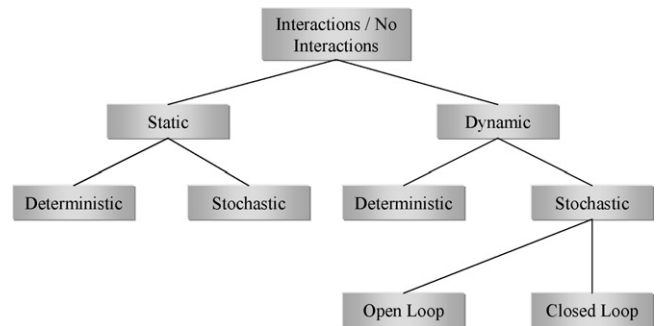 Interactions / No
Interactions
Static
Dynamic
Deterministic
Stochastic
Deterministic
Stochastic
Open Loop
Closed Loop